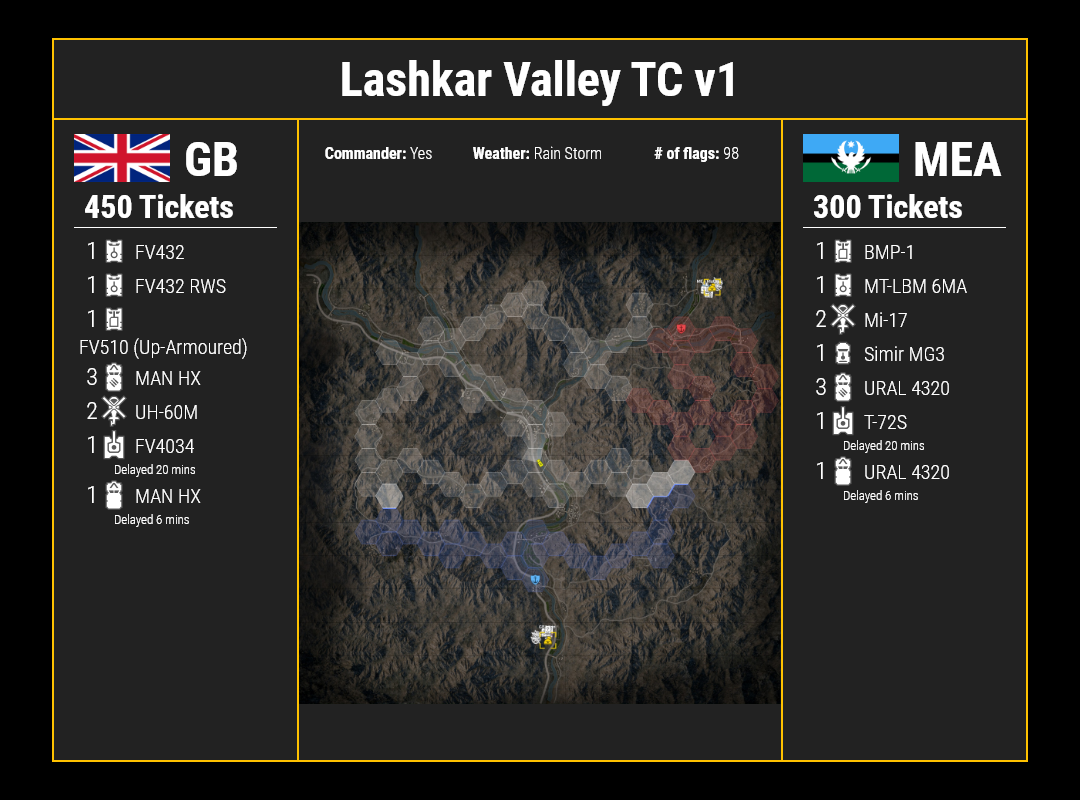 Lashkar Valley TC v1
GB
450 Tickets
1 FV432
1 FV432 RWS
1
FV510 (Up-Armoured)
3 MAN HX
2 UH-60M
1 FV4034
Delayed 20 mins
1 MAN HX
Delayed 6 mins
Commander: Yes Weather: Rain Storm # of flags: 98
MEA
300 Tickets
1 BMP-1
1 MT-LBM 6MA
2 Mi-17
1 Simir MG3
3 URAL 4320
1 T-72S
Delayed 20 mins
1 URAL 4320
Delayed 6 mins